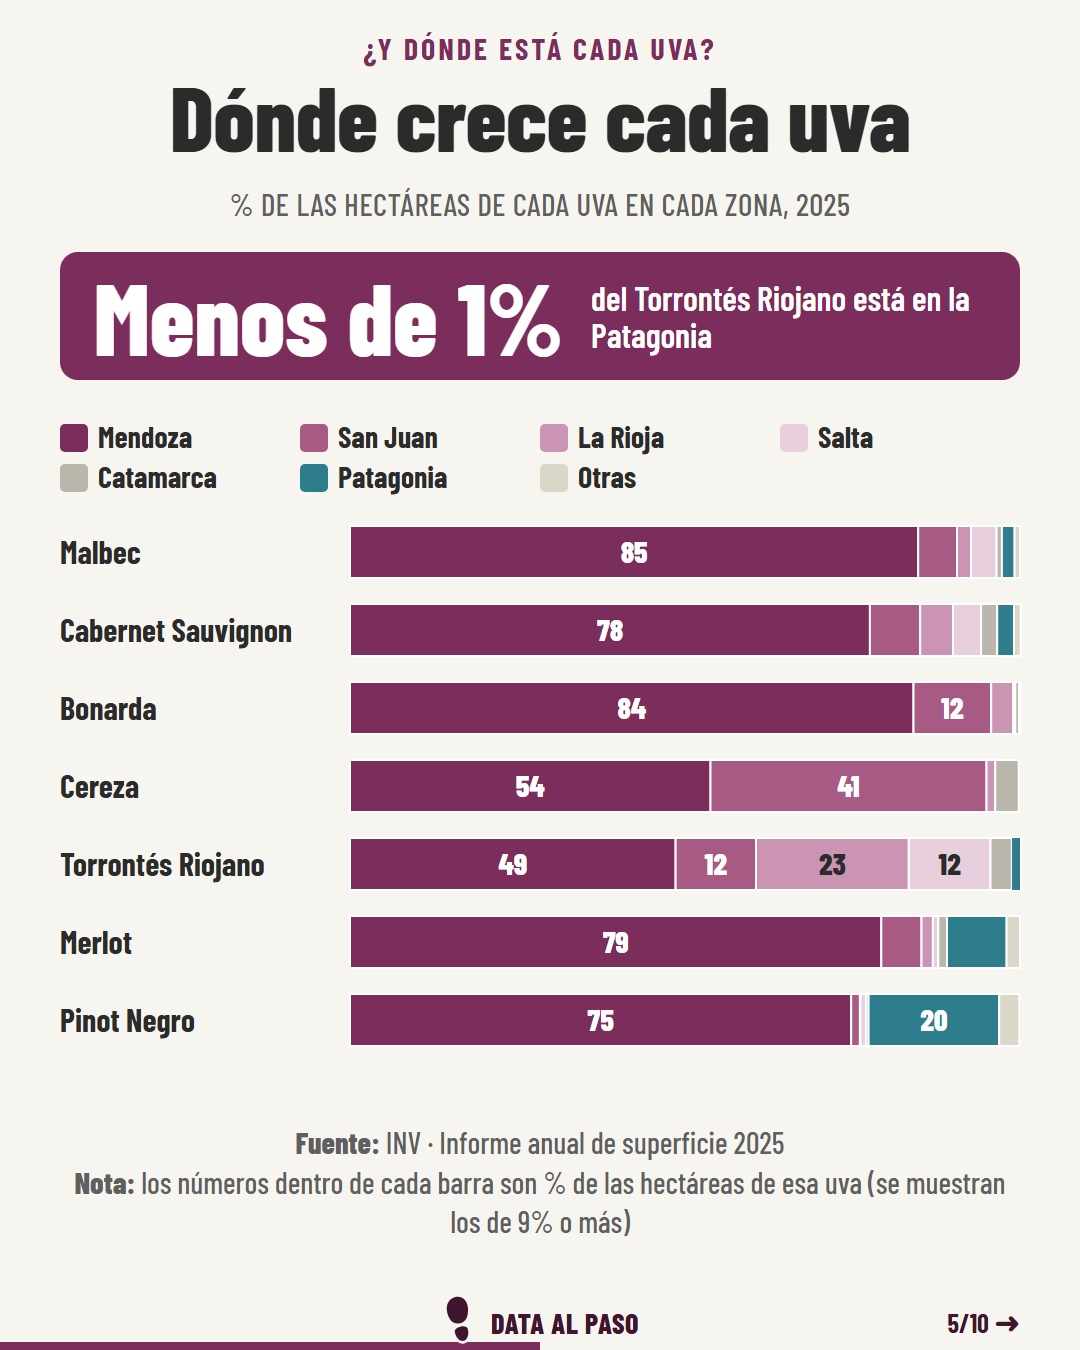 ¿Y DÓNDE ESTÁ CADA UVA?
Dónde crece cada uva
% DE LAS HECTÁREAS DE CADA UVA EN CADA ZONA, 2025
Menos de 1%
del Torrontés Riojano está en la
Patagonia
Mendoza San Juan La Rioja Salta
Catamarca Patagonia Otras
Malbec 85
Cabernet Sauvignon 78
Bonarda 84 12
Cereza 54 41
Torrontés Riojano 49 12 23 12
Merlot 79
Pinot Negro 75 20
Fuente: INV · Informe anual de superficie 2025
Nota: los números dentro de cada barra son % de las hectáreas de esa uva (se muestran
los de 9% o más)
DATA AL PASO
5/10 →